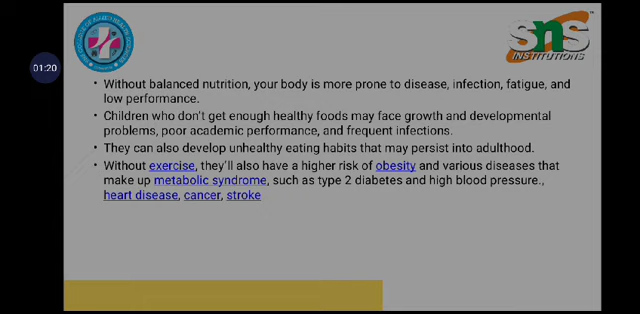 SNS
INSTITUTIONS
01:20
• Without balanced nutrition, your body is more prone to disease, infection, fatigue, and
low performance.
• Children who don't get enough healthy foods may face growth and developmental
problems, poor academic performance, and frequent infections.
• They can also develop unhealthy eating habits that may persist into adulthood.
• Without exercise, they'll also have a higher risk of obesity and various diseases that
make up metabolic syndrome, such as type 2 diabetes and high blood pressure.,
heart disease, cancer, stroke